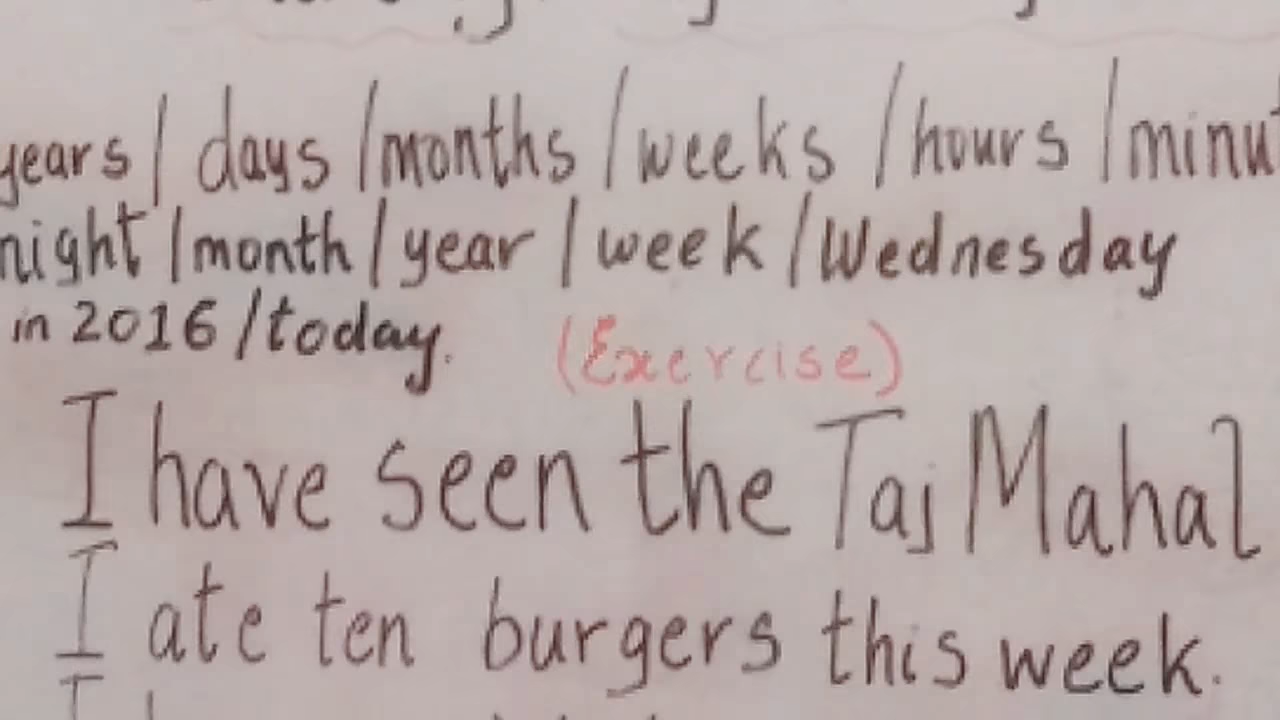 years / days / months / weeks / hours / minut
night / month / year / week / Wednesday
in 2016 / today.
(Exercise)
I have seen the Taj Mahal
I ate ten burgers this week.